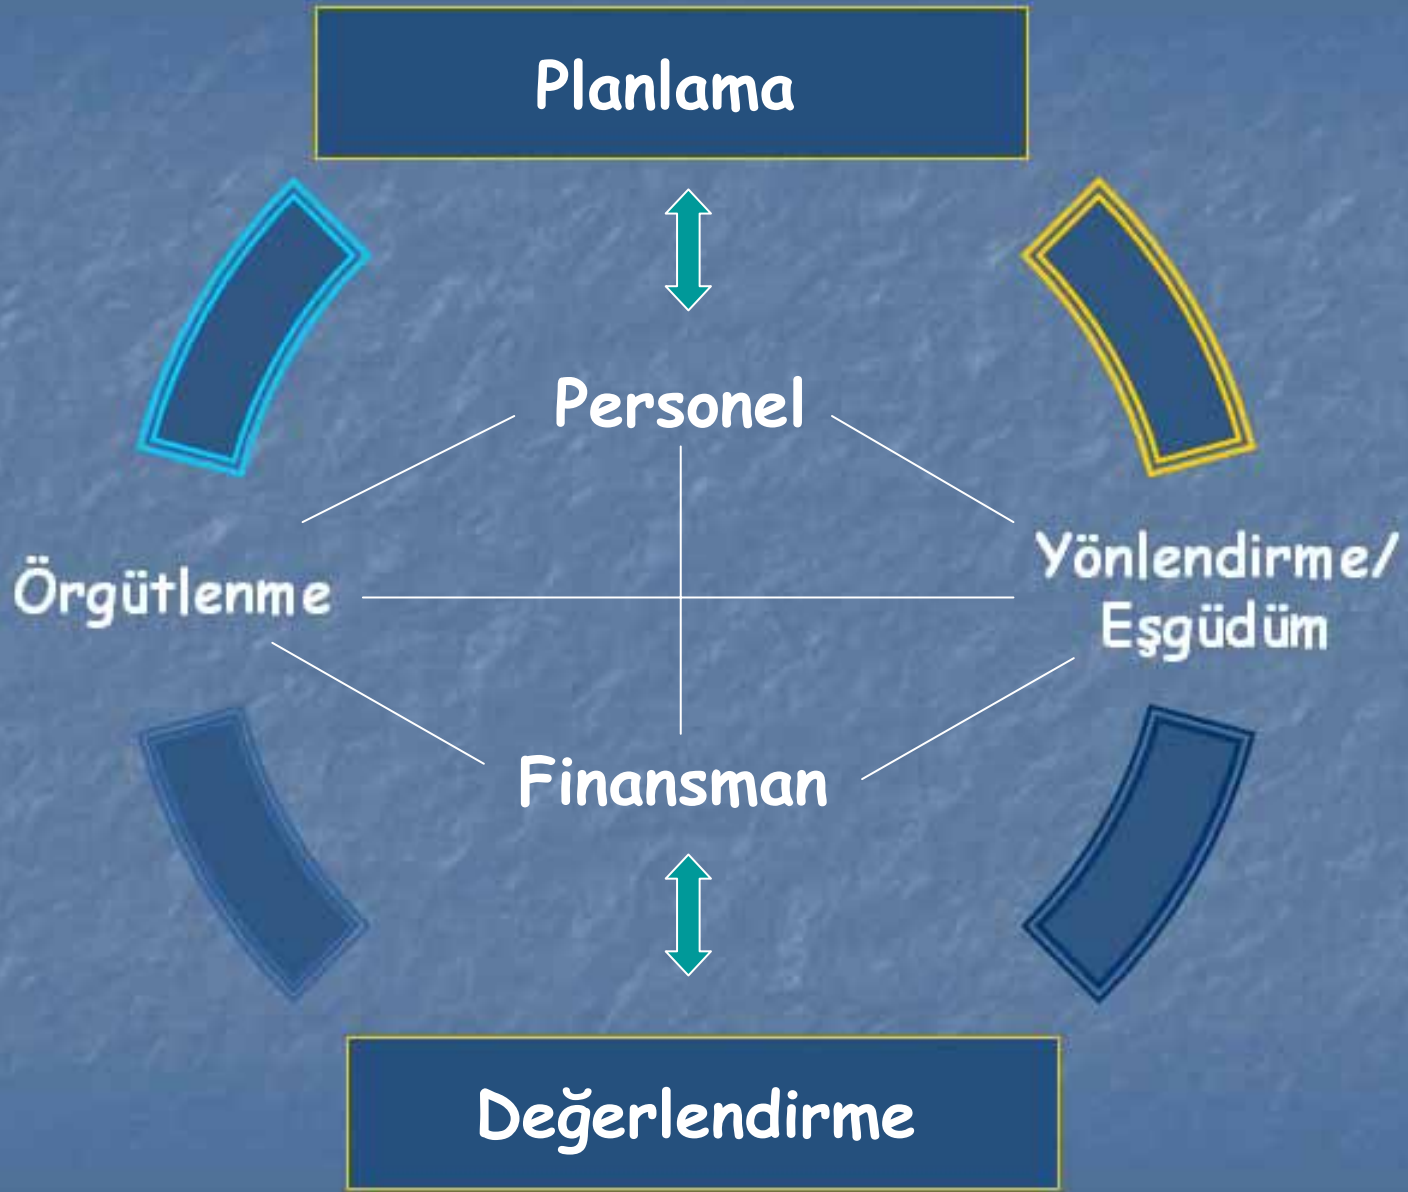 Planlama
Personel
Örgütlenme
Yönlendirme/
Eşgüdüm
Finansman
Değerlendirme